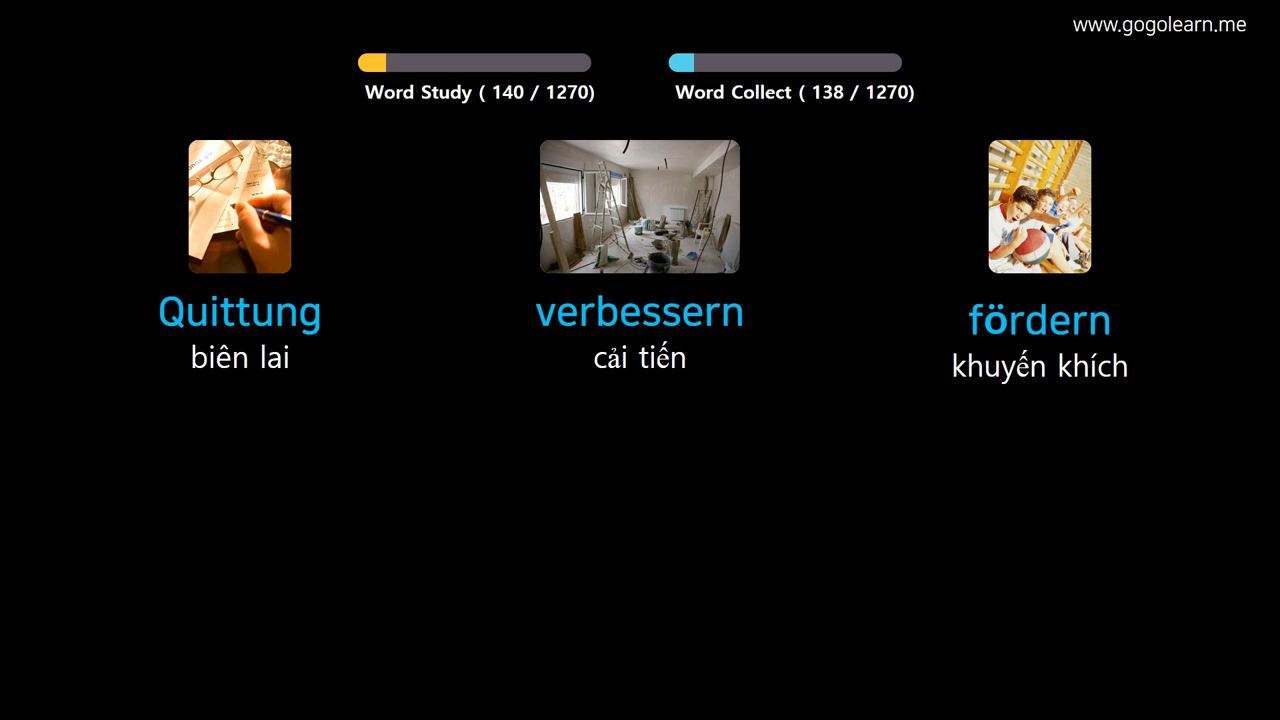 www.gogolearn.me
Word Study ( 140 / 1270)
Word Collect ( 138 / 1270)
Quittung
biên lai
verbessern
cải tiến
fördern
khuyến khích